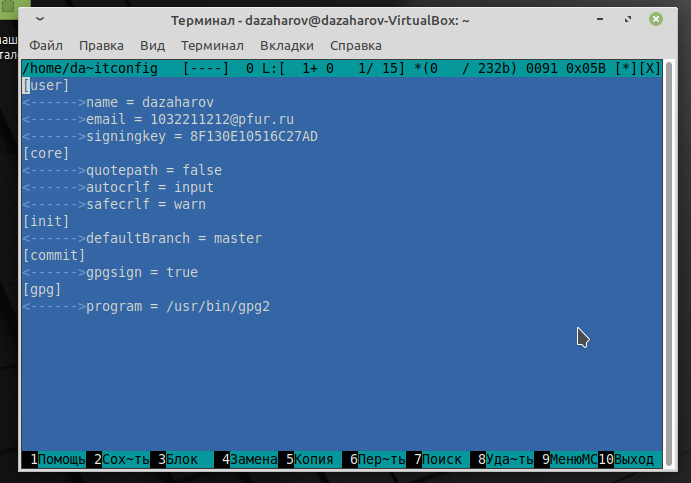 Терминал - dazaharov@dazaharov-VirtualBox: ~
Файл Правка Вид Терминал Вкладки Справка
/home/da~itconfig [----] 0 L:[ 1+ 0 1/ 15] *(0 / 232b) 0091 0x05B [*][X]
[user]
<------>name = dazaharov
<------>email = 1032211212@pfur.ru
<------>signingkey = 8F130E10516C27AD
[core]
<------>quotepath = false
<------>autocrlf = input
<------>safecrlf = warn
[init]
<------>defaultBranch = master
[commit]
<------>gpgsign = true
[gpg]
<------>program = /usr/bin/gpg2
1Помощь 2Сох~ть 3Блок 4Замена 5Копия 6Пер~ть 7Поиск 8Уда~ть 9МенюМС 10Выход